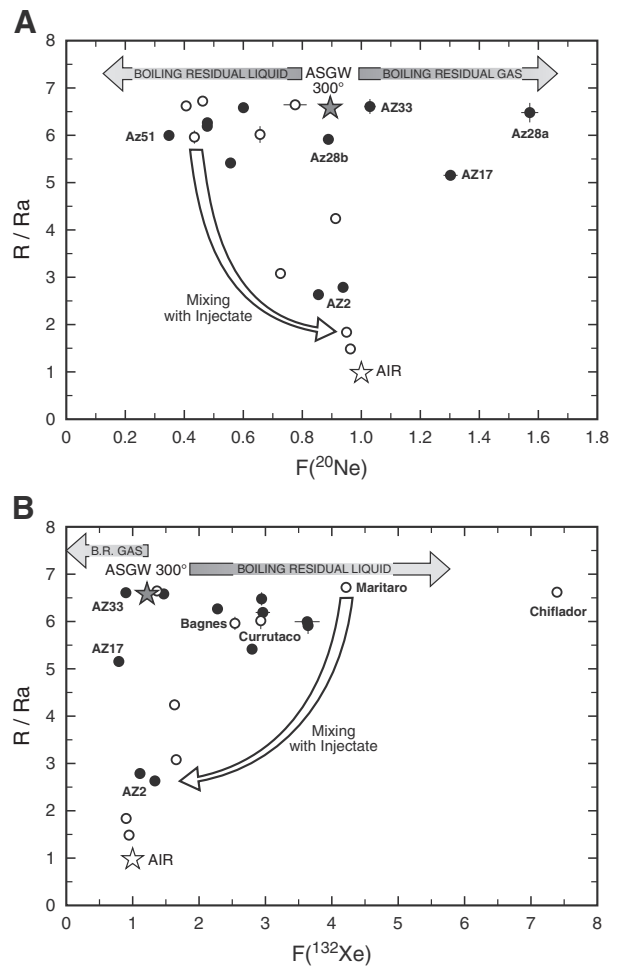 A
8
7
6
5
4
3
2
1
0
R / Ra
BOILING RESIDUAL LIQUID
ASGW
300°
BOILING RESIDUAL GAS
AZ33
Az28a
Az51
Az28b
AZ17
Mixing
with Injectate
AZ2
AIR
0 0.2 0.4 0.6 0.8 1.0 1.2 1.4 1.6 1.8
F(²⁰Ne)
B
8
7
6
5
4
3
2
1
0
R / Ra
B.R. GAS
ASGW 300°
BOILING RESIDUAL LIQUID
Maritaro
AZ33
Chiflador
Bagnes
Currutaco
AZ17
Mixing
with Injectate
AZ2
AIR
0 1 2 3 4 5 6 7 8
F(¹³²Xe)